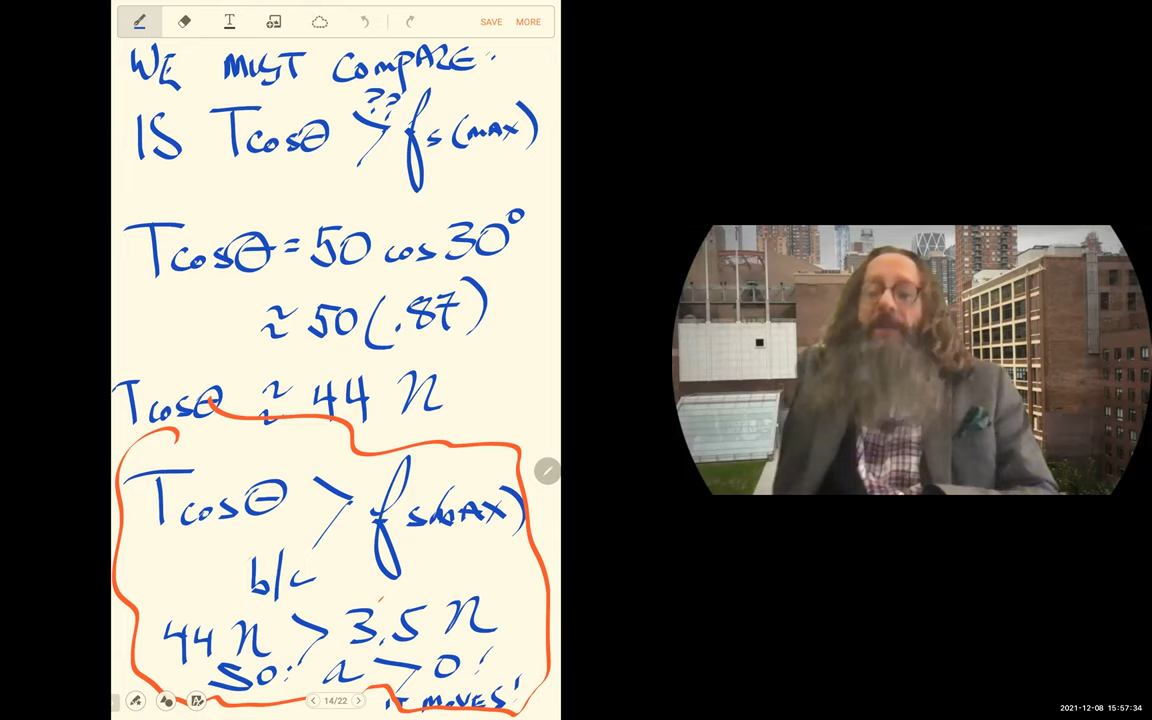 SAVE MORE
WE MUST COMPARE:
??
IS Tcosθ > fs(MAX)
Tcosθ = 50 cos 30°
≈ 50(.87)
Tcosθ ≈ 44 N
Tcosθ > fs(MAX)
b/c
44 N > 3.5 N
SO: a > 0!
IT MOVES!
14/22
2021-12-08 15:57:34